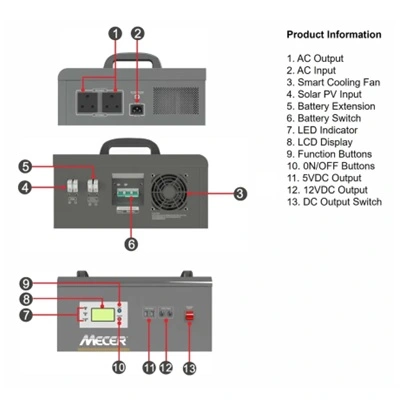 Product Information
1. AC Output
2. AC Input
3. Smart Cooling Fan
4. Solar PV Input
5. Battery Extension
6. Battery Switch
7. LED Indicator
8. LCD Display
9. Function Buttons
10. 0N/OFF Buttons
11. 5VDC Output
12. 12VDC Output
13. DC Output Switch
1
2
5
4
3
6
9
8
7
MECER
10
11
12
13